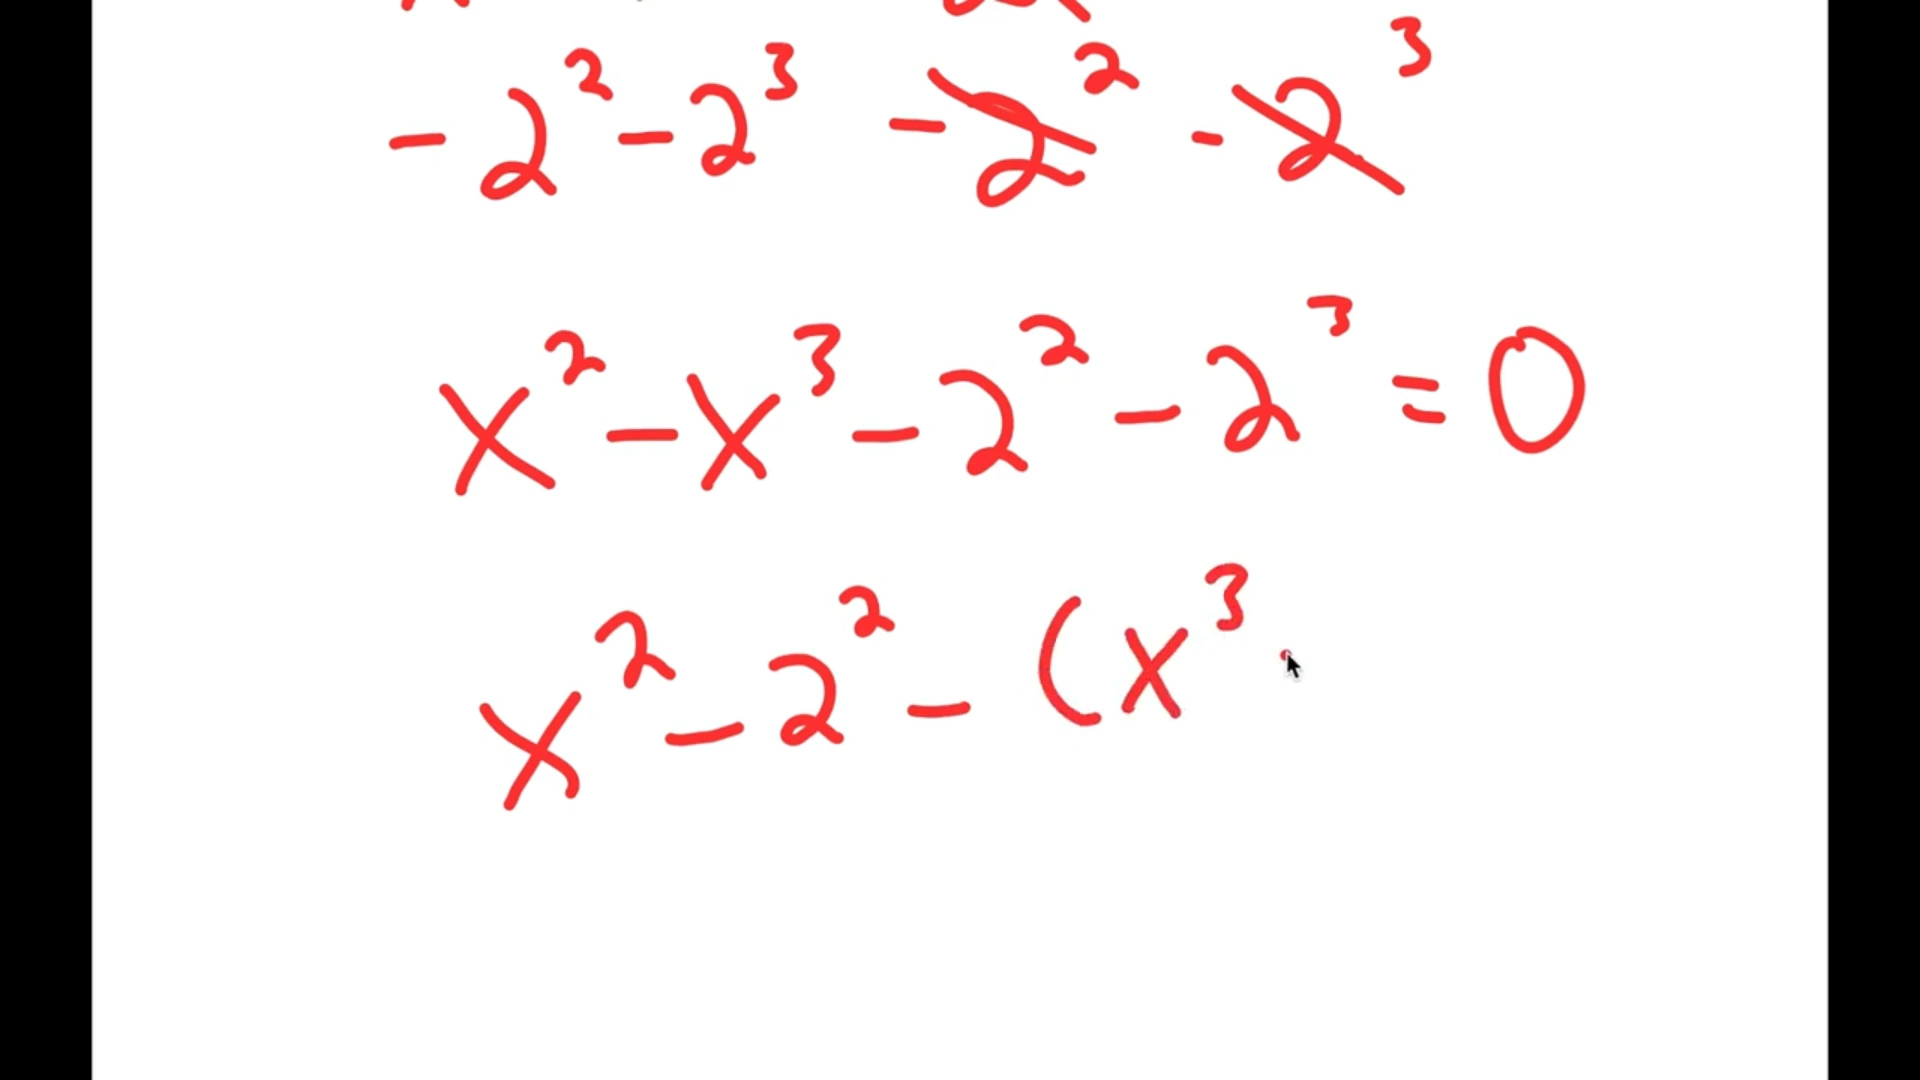 - 2² - 2³ - 2² - 2³
x² - x³ - 2² - 2³ = 0
x² - 2² - (x³